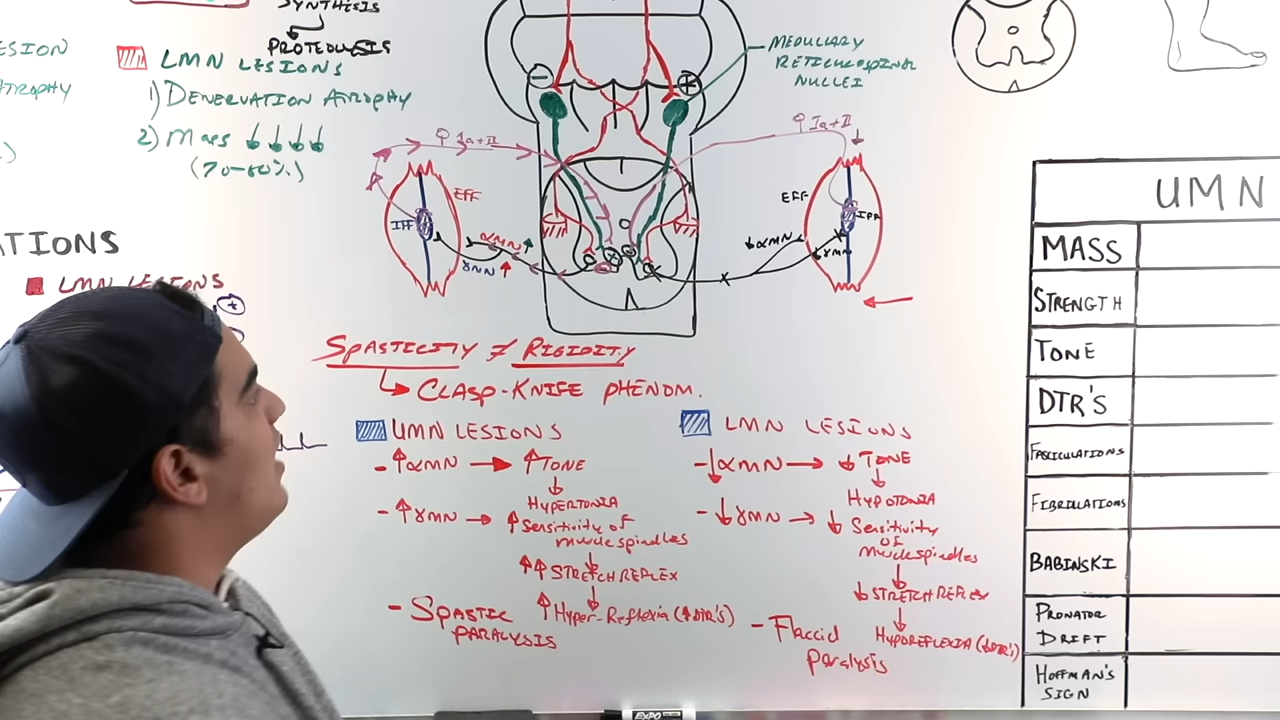 SYNTHESIS
PROTEOLYSIS
ESION
ATROPHY
LMN LESIONS
1) DENERVATION ATROPHY
2) MASS ↓ ↓ ↓ ↓
(70-80%)
MEDULLARY
RETICULOSPINAL
NUCLEI
−
+
Ia+II
Ia+II
EFF
EFF
IFF
αMN↑
γMN↑
↓αMN
↓γMN
ATIONS
LMN LESIONS
+
SPASTICITY ≠ RIGIDITY
↳ CLASP-KNIFE PHENOM.
UMN LESIONS
- ↑αMN → ↑TONE
↓
HYPERTONIA
- ↑γMN → ↑ Sensitivity of
muscle spindles
↓
↑↑ STRETCH REFLEX
↓
↑ Hyper-Reflexia (↑DTR's)
- SPASTIC
PARALYSIS
LMN LESIONS
- ↓αMN → ↓ TONE
↓
HYPOTONIA
- ↓γMN → ↓ Sensitivity
of
muscle spindles
↓
↓ STRETCH REFLEX
↓
HYPOREFLEXIA (↓DTR's)
- Flaccid
paralysis
UMN
MASS
STRENGTH
TONE
DTR'S
FASCICULATIONS
FIBRILLATIONS
BABINSKI
PRONATOR
DRIFT
HOFFMAN'S
SIGN
EXPO